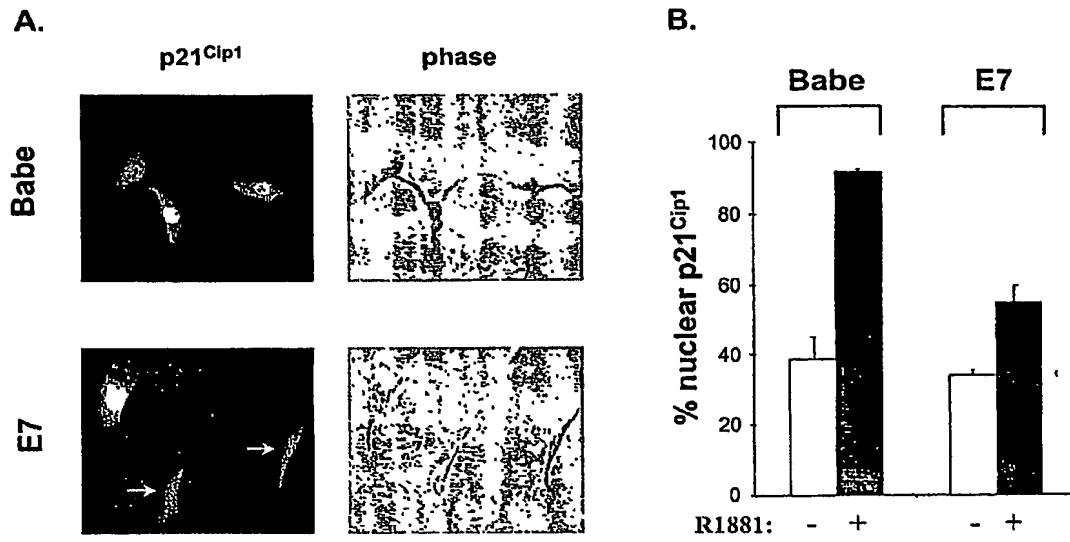 A.
p21Cip1
phase
Babe
E7
B.
Babe
E7
% nuclear p21Cip1
100
80
60
40
20
0
R1881: - + - +